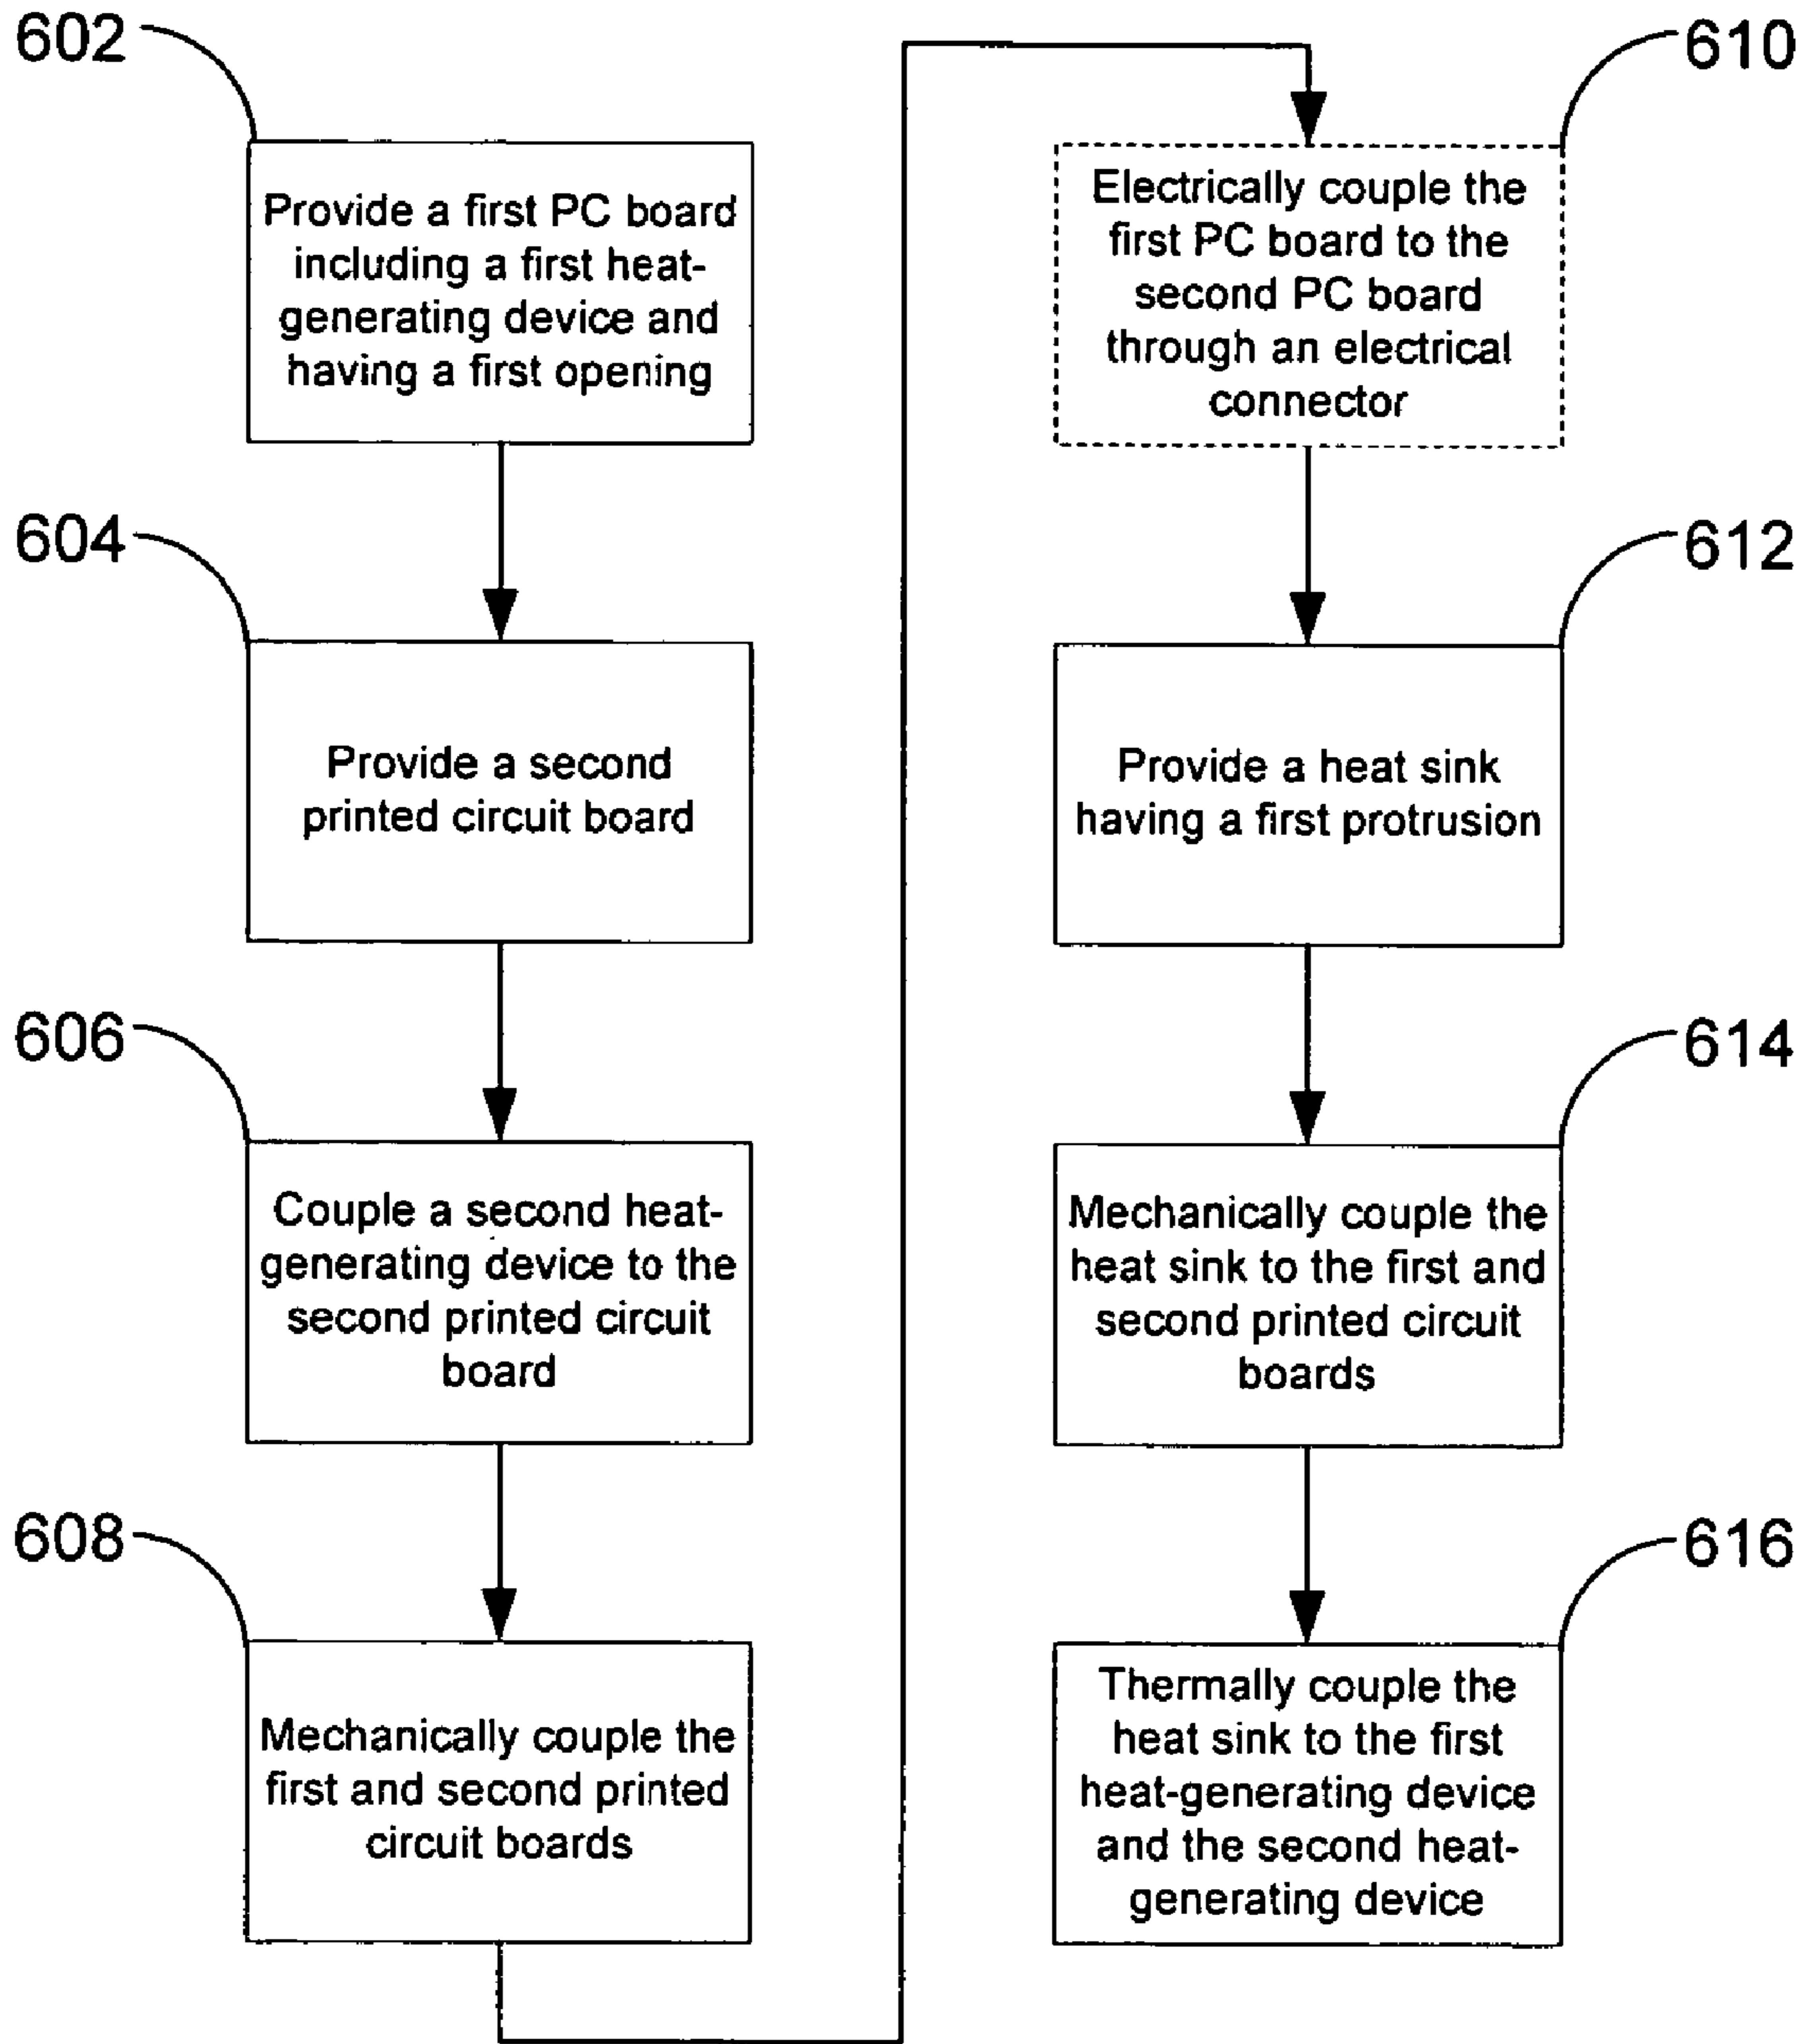 602
Provide a first PC board
including a first heat-
generating device and
having a first opening
604
Provide a second
printed circuit board
606
Couple a second heat-
generating device to the
second printed circuit
board
608
Mechanically couple the
first and second printed
circuit boards
610
Electrically couple the
first PC board to the
second PC board
through an electrical
connector
612
Provide a heat sink
having a first protrusion
614
Mechanically couple the
heat sink to the first and
second printed circuit
boards
616
Thermally couple the
heat sink to the first
heat-generating device
and the second heat-
generating device